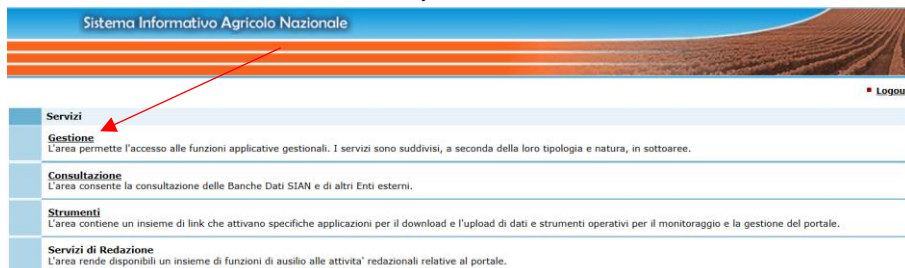 Sistema Informativo Agricolo Nazionale
Servizi
Gestione
L'area permette l'accesso alle funzioni applicative gestionali. I servizi sono suddivisi, a seconda della loro tipologia e natura, in sottoaree.
Consultazione
L'area consente la consultazione delle Banche Dati SIAN e di altri Enti esterni.
Strumenti
L'area contiene un insieme di link che attivano specifiche applicazioni per il download e l'upload di dati e strumenti operativi per il monitoraggio e la gestione del portale.
Servizi di Redazione
L'area rende disponibili un insieme di funzioni di ausilio alle attivita' redazionali relative al portale.